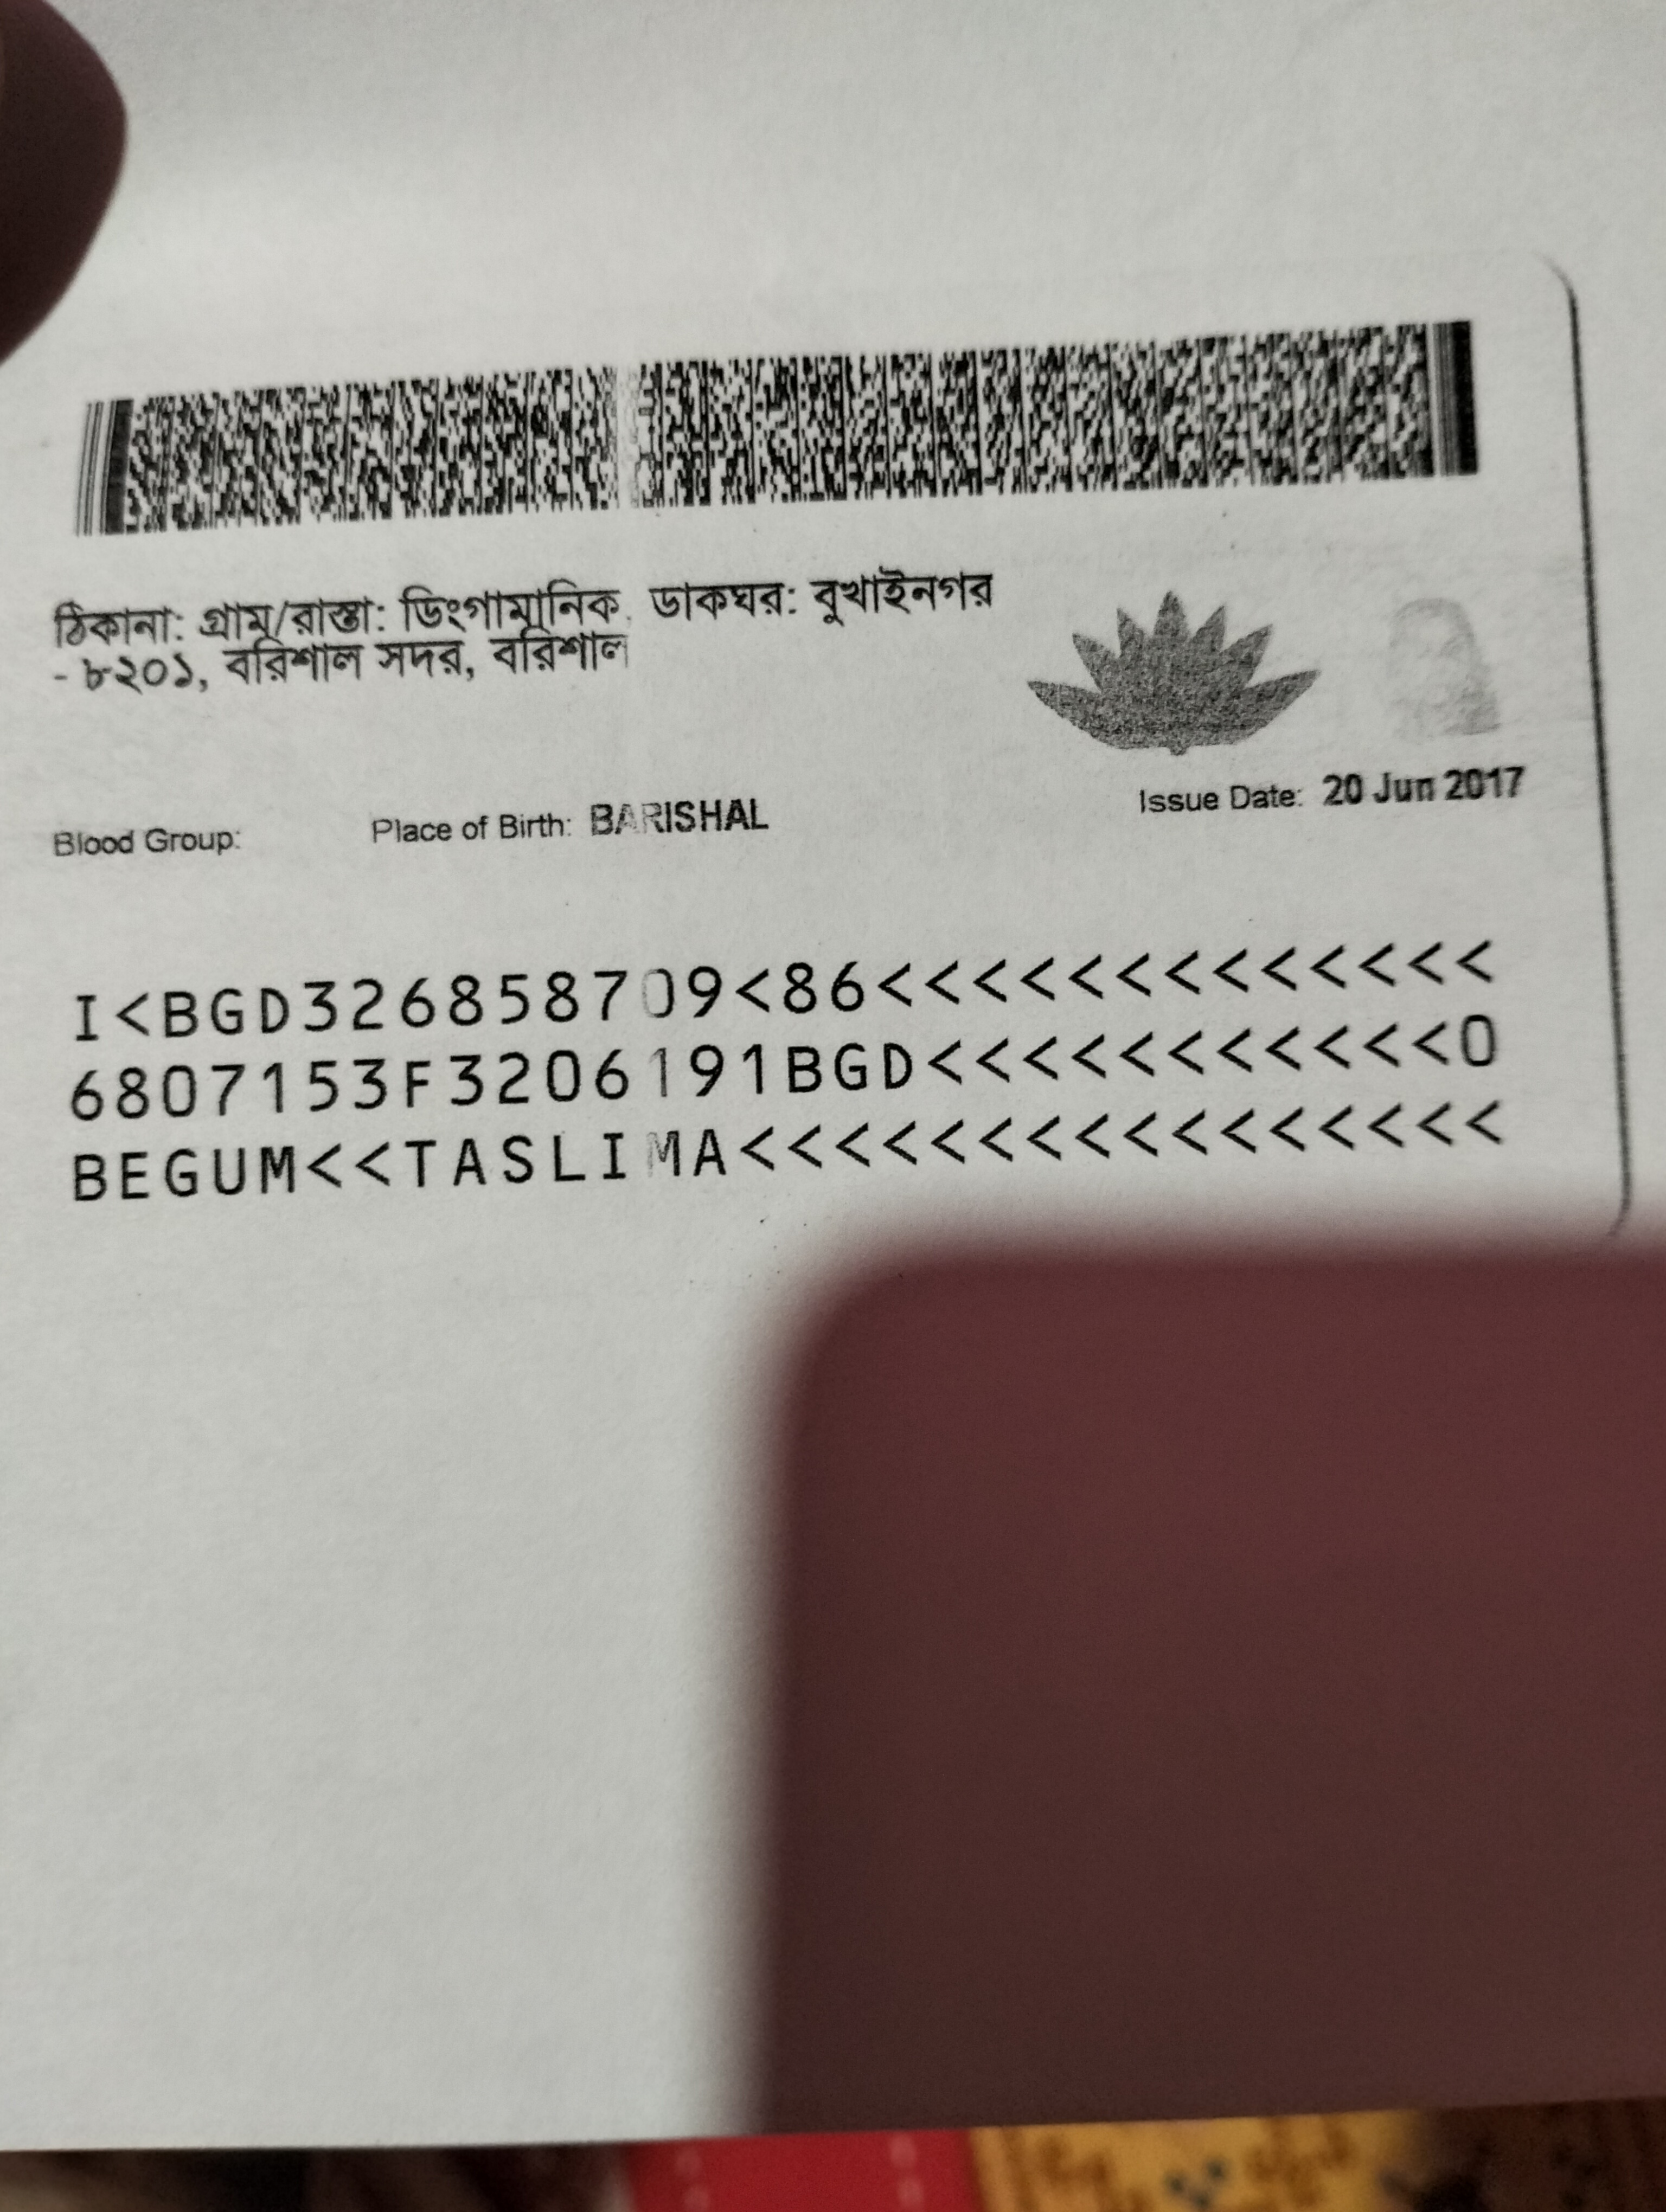 ঠিকানা: গ্রাম/রাস্তা: ডিংগামানিক, ডাকঘর: বুখাইনগর
- ৮২০১, বরিশাল সদর, বরিশাল
Blood Group: Place of Birth: BARISHAL Issue Date: 20 Jun 2017
I<BGD326858709<86<<<<<<<<<<<<<
6807153F3206191BGD<<<<<<<<<<<0
BEGUM<<TASLIMA<<<<<<<<<<<<<<<<